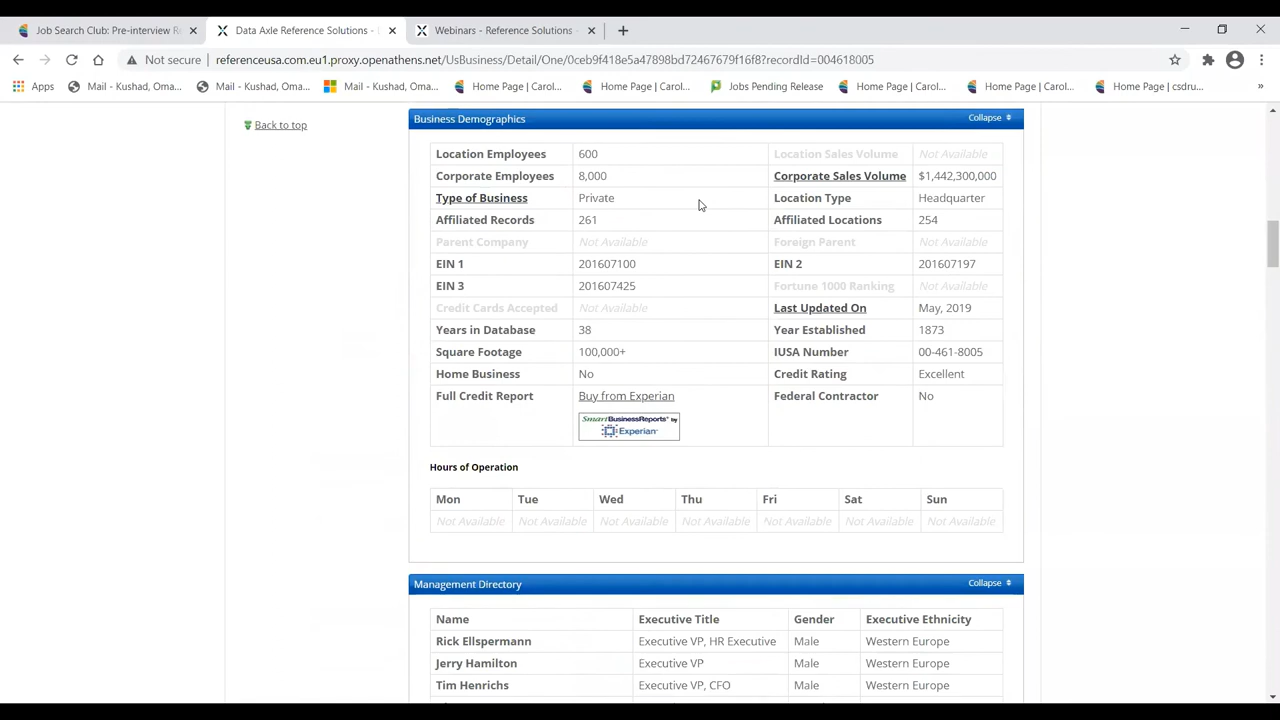 Job Search Club: Pre-interview R
Data Axle Reference Solutions -
Webinars - Reference Solutions -
Not secure referenceusa.com.eu1.proxy.openathens.net/UsBusiness/Detail/One/0ceb9f418e5a47898bd72467679f16f8?recordId=004618005
Apps Mail - Kushad, Oma... Mail - Kushad, Oma... Mail - Kushad, Oma... Home Page | Carol... Home Page | Carol... Jobs Pending Release Home Page | Carol... Home Page | Carol... Home Page | csdru... »
Back to top
Business Demographics Collapse
Location Employees 600 Location Sales Volume Not Available
Corporate Employees 8,000 Corporate Sales Volume $1,442,300,000
Type of Business Private Location Type Headquarter
Affiliated Records 261 Affiliated Locations 254
Parent Company Not Available Foreign Parent Not Available
EIN 1 201607100 EIN 2 201607197
EIN 3 201607425 Fortune 1000 Ranking Not Available
Credit Cards Accepted Not Available Last Updated On May, 2019
Years in Database 38 Year Established 1873
Square Footage 100,000+ IUSA Number 00-461-8005
Home Business No Credit Rating Excellent
Full Credit Report Buy from Experian Federal Contractor No
SmartBusinessReports by
Experian
Hours of Operation
Mon Tue Wed Thu Fri Sat Sun
Not Available Not Available Not Available Not Available Not Available Not Available Not Available
Management Directory Collapse
Name Executive Title Gender Executive Ethnicity
Rick Ellspermann Executive VP, HR Executive Male Western Europe
Jerry Hamilton Executive VP Male Western Europe
Tim Henrichs Executive VP, CFO Male Western Europe